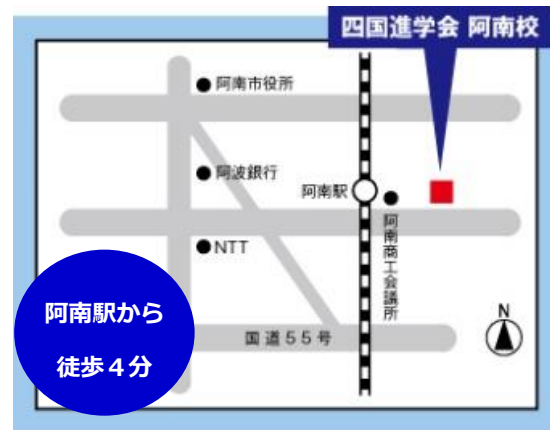 四国進学会 阿南校
阿南市役所
阿波銀行
阿南駅
阿南商工会議所
NTT
阿南駅から
徒歩４分
国道５５号
N